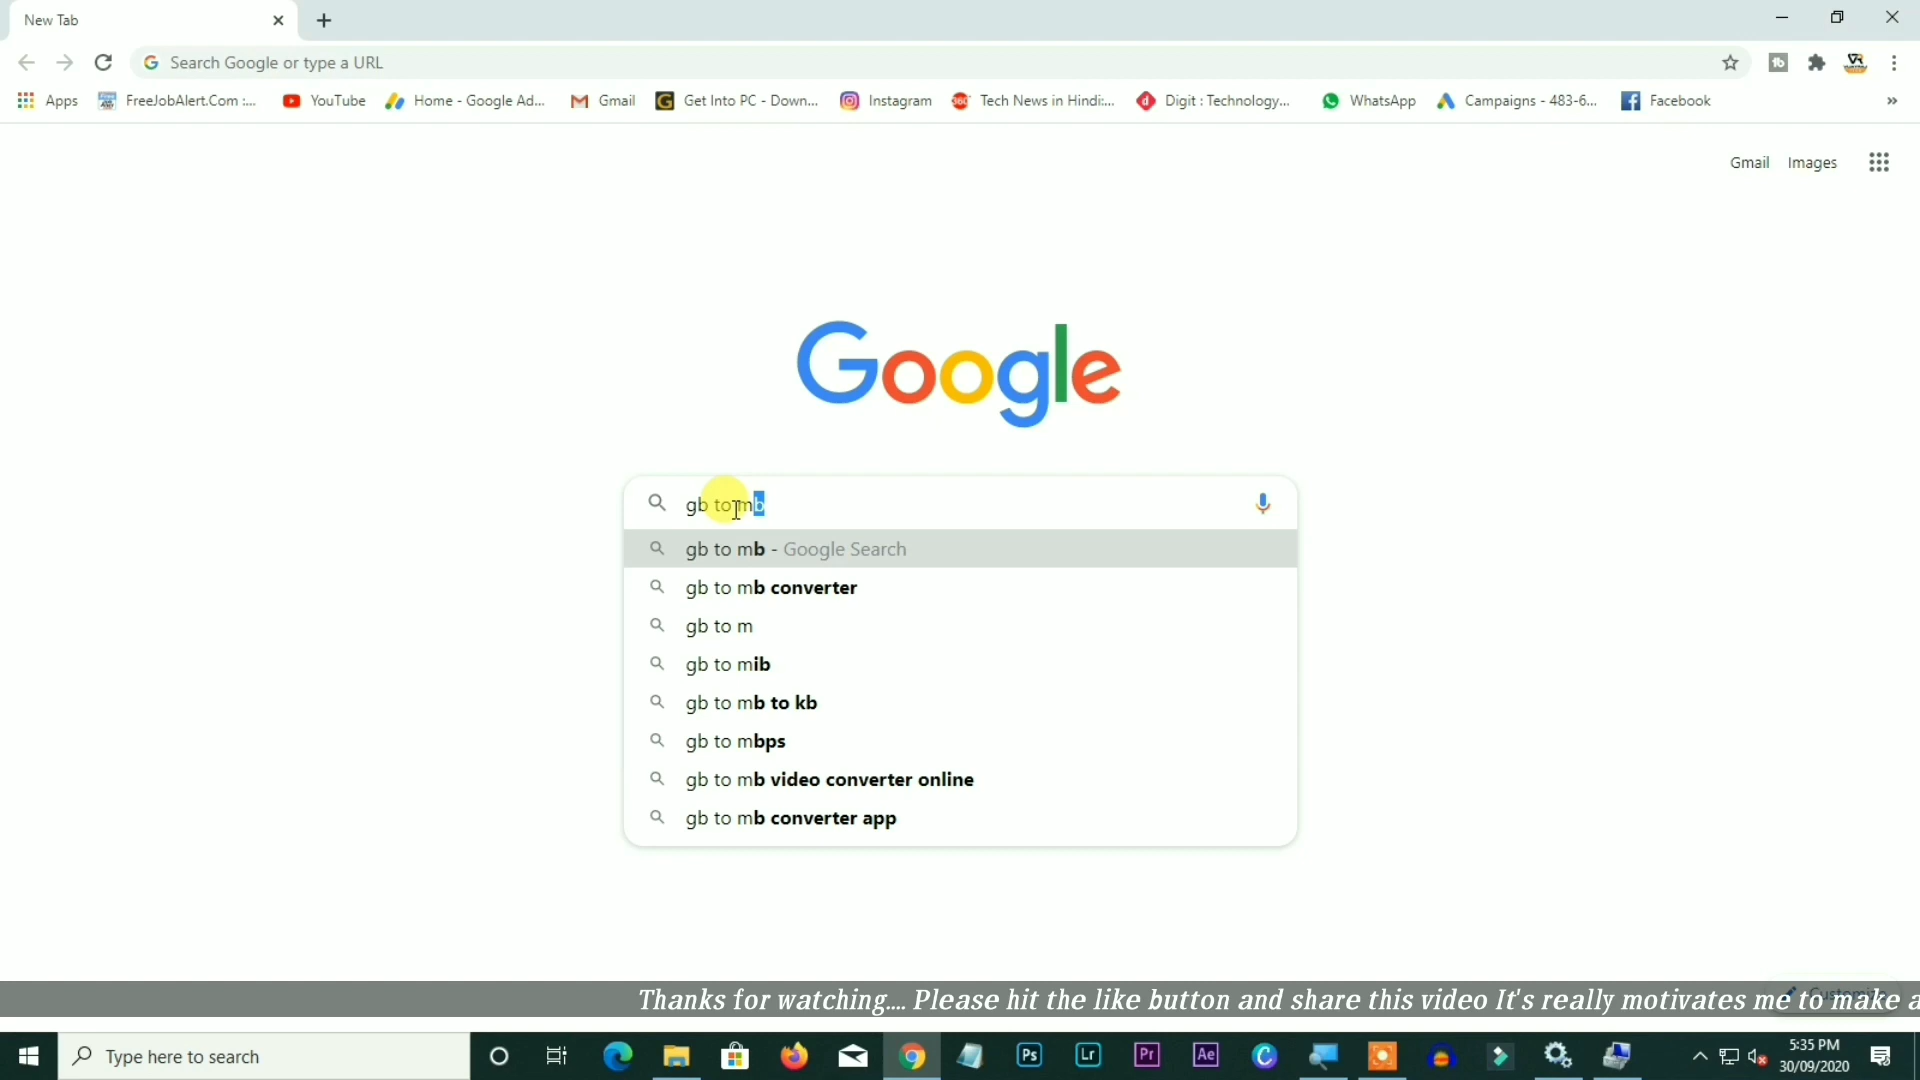 New Tab
Search Google or type a URL
Apps FreeJobAlert.Com :... YouTube Home - Google Ad... Gmail Get Into PC - Down... Instagram Tech News in Hindi:... Digit : Technology... WhatsApp Campaigns - 483-6... Facebook »
Gmail Images
Google
gb to mb
gb to mb - Google Search
gb to mb converter
gb to m
gb to mib
gb to mb to kb
gb to mbps
gb to mb video converter online
gb to mb converter app
Customize
Thanks for watching.... Please hit the like button and share this video It's really motivates me to make a
Type here to search Ps Lr Pr Ae 5:35 PM
30/09/2020